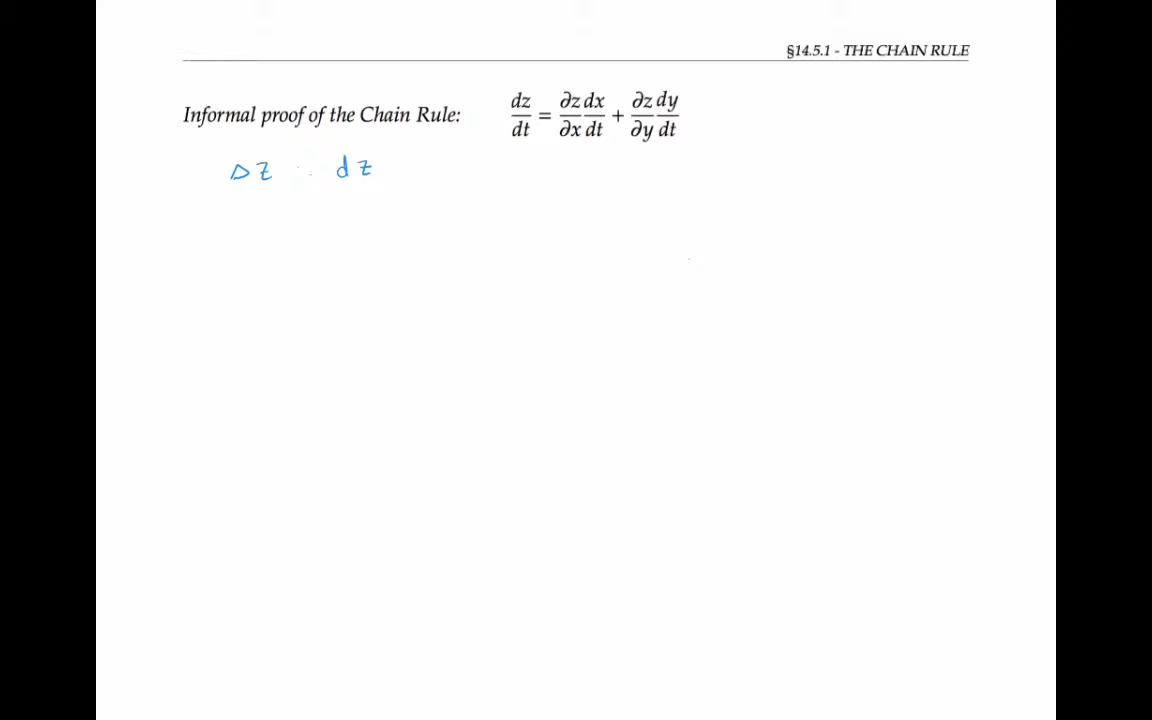 §14.5.1 - THE CHAIN RULE
Informal proof of the Chain Rule: dz/dt = ∂z/∂x dx/dt + ∂z/∂y dy/dt
Δz dz